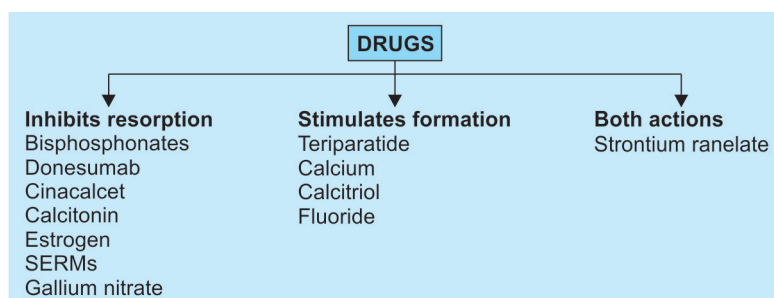 DRUGS
Inhibits resorption
Bisphosphonates
Donesumab
Cinacalcet
Calcitonin
Estrogen
SERMs
Gallium nitrate
Stimulates formation
Teriparatide
Calcium
Calcitriol
Fluoride
Both actions
Strontium ranelate